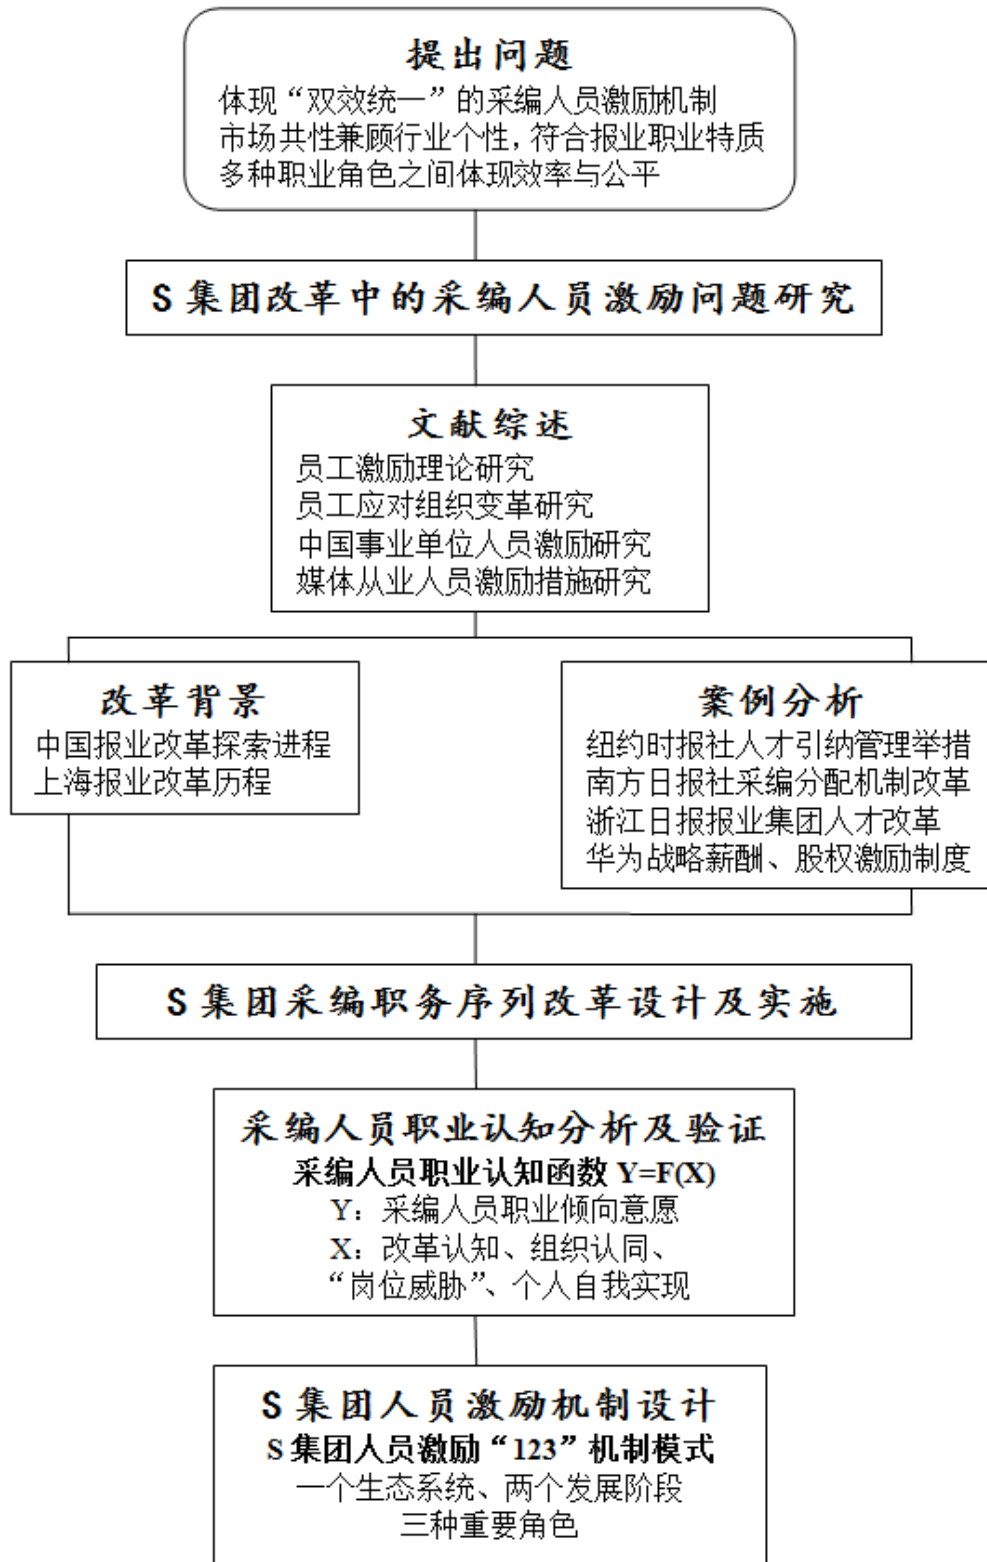 提出问题
体现“双效统一”的采编人员激励机制
市场共性兼顾行业个性，符合报业职业特质
多种职业角色之间体现效率与公平
S 集团改革中的采编人员激励问题研究
文献综述
员工激励理论研究
员工应对组织变革研究
中国事业单位人员激励研究
媒体从业人员激励措施研究
改革背景
中国报业改革探索进程
上海报业改革历程
案例分析
纽约时报社人才引纳管理举措
南方日报社采编分配机制改革
浙江日报报业集团人才改革
华为战略薪酬、股权激励制度
S 集团采编职务序列改革设计及实施
采编人员职业认知分析及验证
采编人员职业认知函数 Y=F(X)
Y：采编人员职业倾向意愿
X：改革认知、组织认同、
“岗位威胁”、个人自我实现
S 集团人员激励机制设计
S 集团人员激励“123”机制模式
一个生态系统、两个发展阶段
三种重要角色